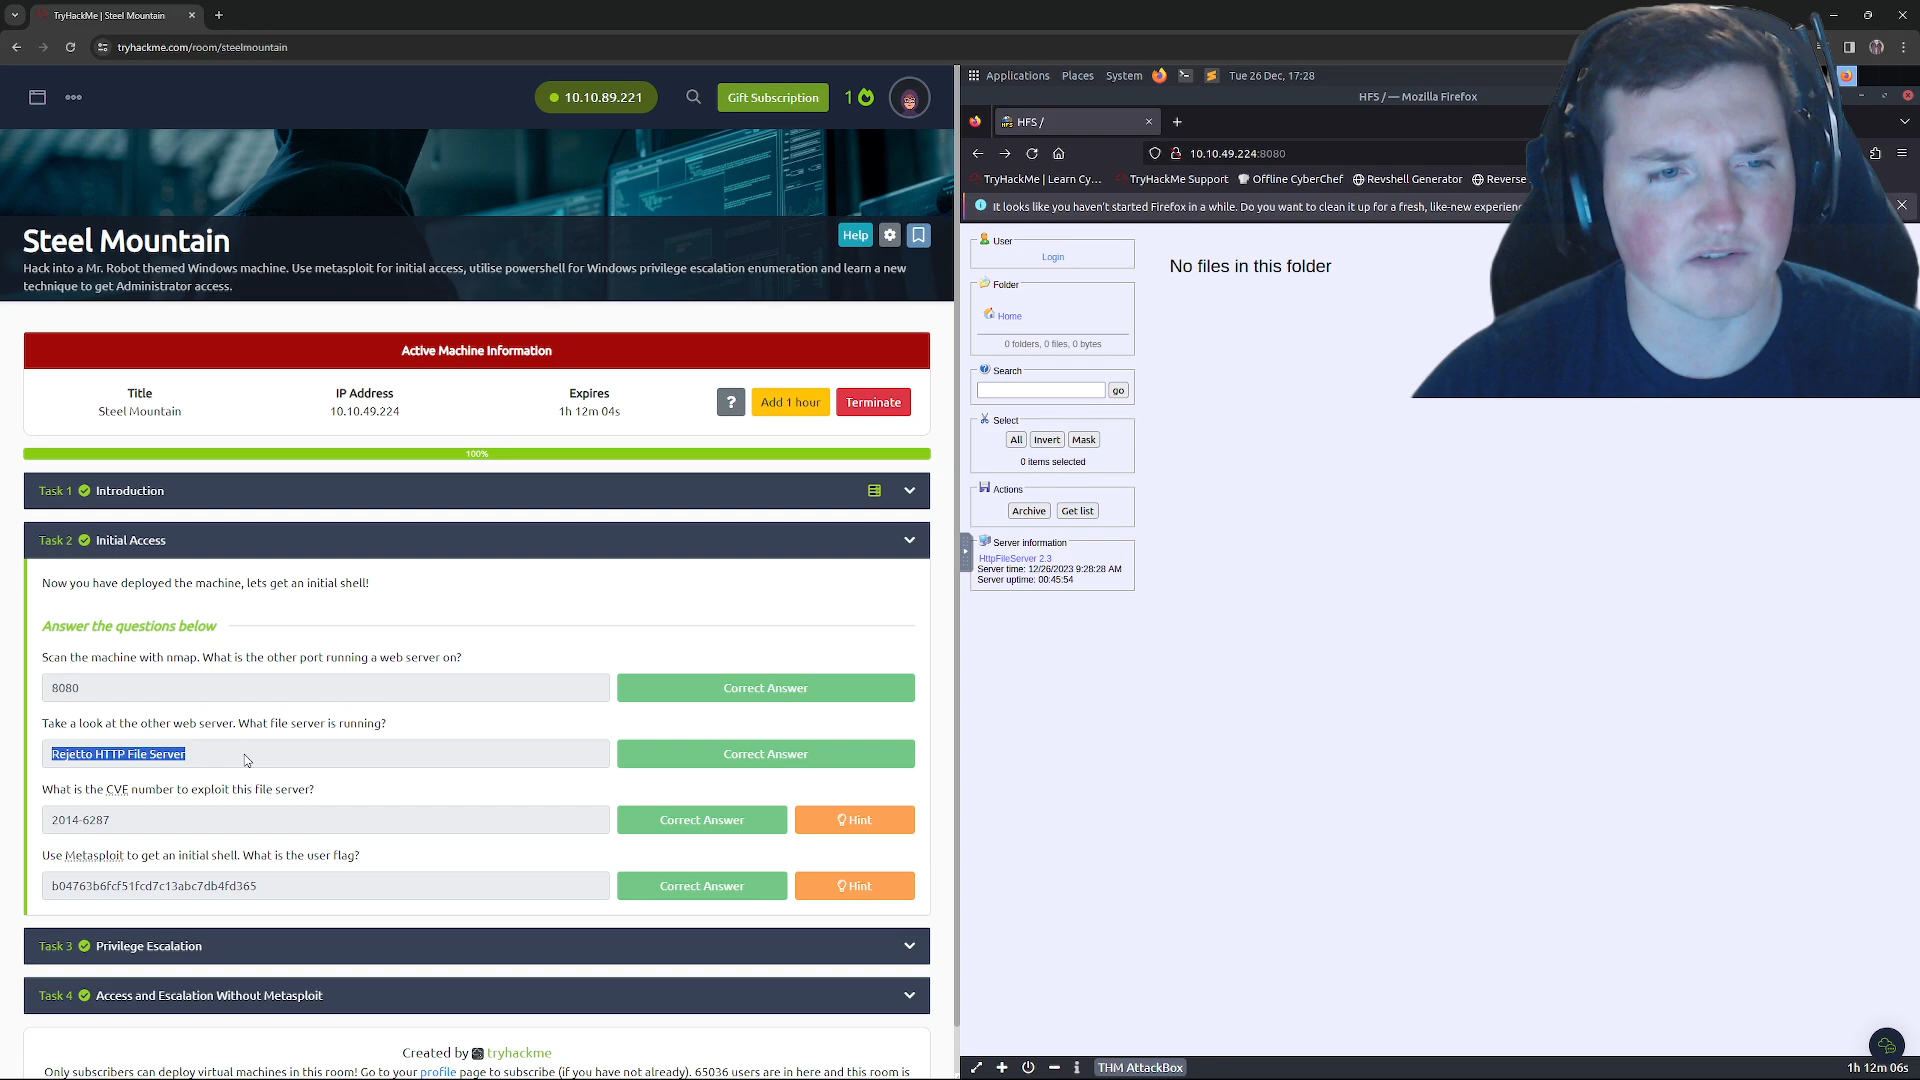 TryHackMe | Steel Mountain
tryhackme.com/room/steelmountain
10.10.89.221
Gift Subscription
1
Steel Mountain
Help
Hack into a Mr. Robot themed Windows machine. Use metasploit for initial access, utilise powershell for Windows privilege escalation enumeration and learn a new
technique to get Administrator access.
Active Machine Information
Title
IP Address
Expires
Steel Mountain
10.10.49.224
1h 12m 04s
?
Add 1 hour
Terminate
100%
Task 1 Introduction
Task 2 Initial Access
Now you have deployed the machine, lets get an initial shell!
Answer the questions below
Scan the machine with nmap. What is the other port running a web server on?
8080
Correct Answer
Take a look at the other web server. What file server is running?
Rejetto HTTP File Server
Correct Answer
What is the CVE number to exploit this file server?
2014-6287
Correct Answer
Hint
Use Metasploit to get an initial shell. What is the user flag?
b04763b6fcf51fcd7c13abc7db4fd365
Correct Answer
Hint
Task 3 Privilege Escalation
Task 4 Access and Escalation Without Metasploit
Created by tryhackme
Only subscribers can deploy virtual machines in this room! Go to your profile page to subscribe (if you have not already). 65036 users are in here and this room is
Applications Places System Tue 26 Dec, 17:28
HFS / — Mozilla Firefox
HFS /
10.10.49.224:8080
TryHackMe | Learn Cy... TryHackMe Support Offline CyberChef Revshell Generator Reverse
It looks like you haven't started Firefox in a while. Do you want to clean it up for a fresh, like-new experienc
User
Login
No files in this folder
Folder
Home
0 folders, 0 files, 0 bytes
Search
go
Select
All Invert Mask
0 items selected
Actions
Archive Get list
Server information
HttpFileServer 2.3
Server time: 12/26/2023 9:28:28 AM
Server uptime: 00:45:54
THM AttackBox
1h 12m 06s